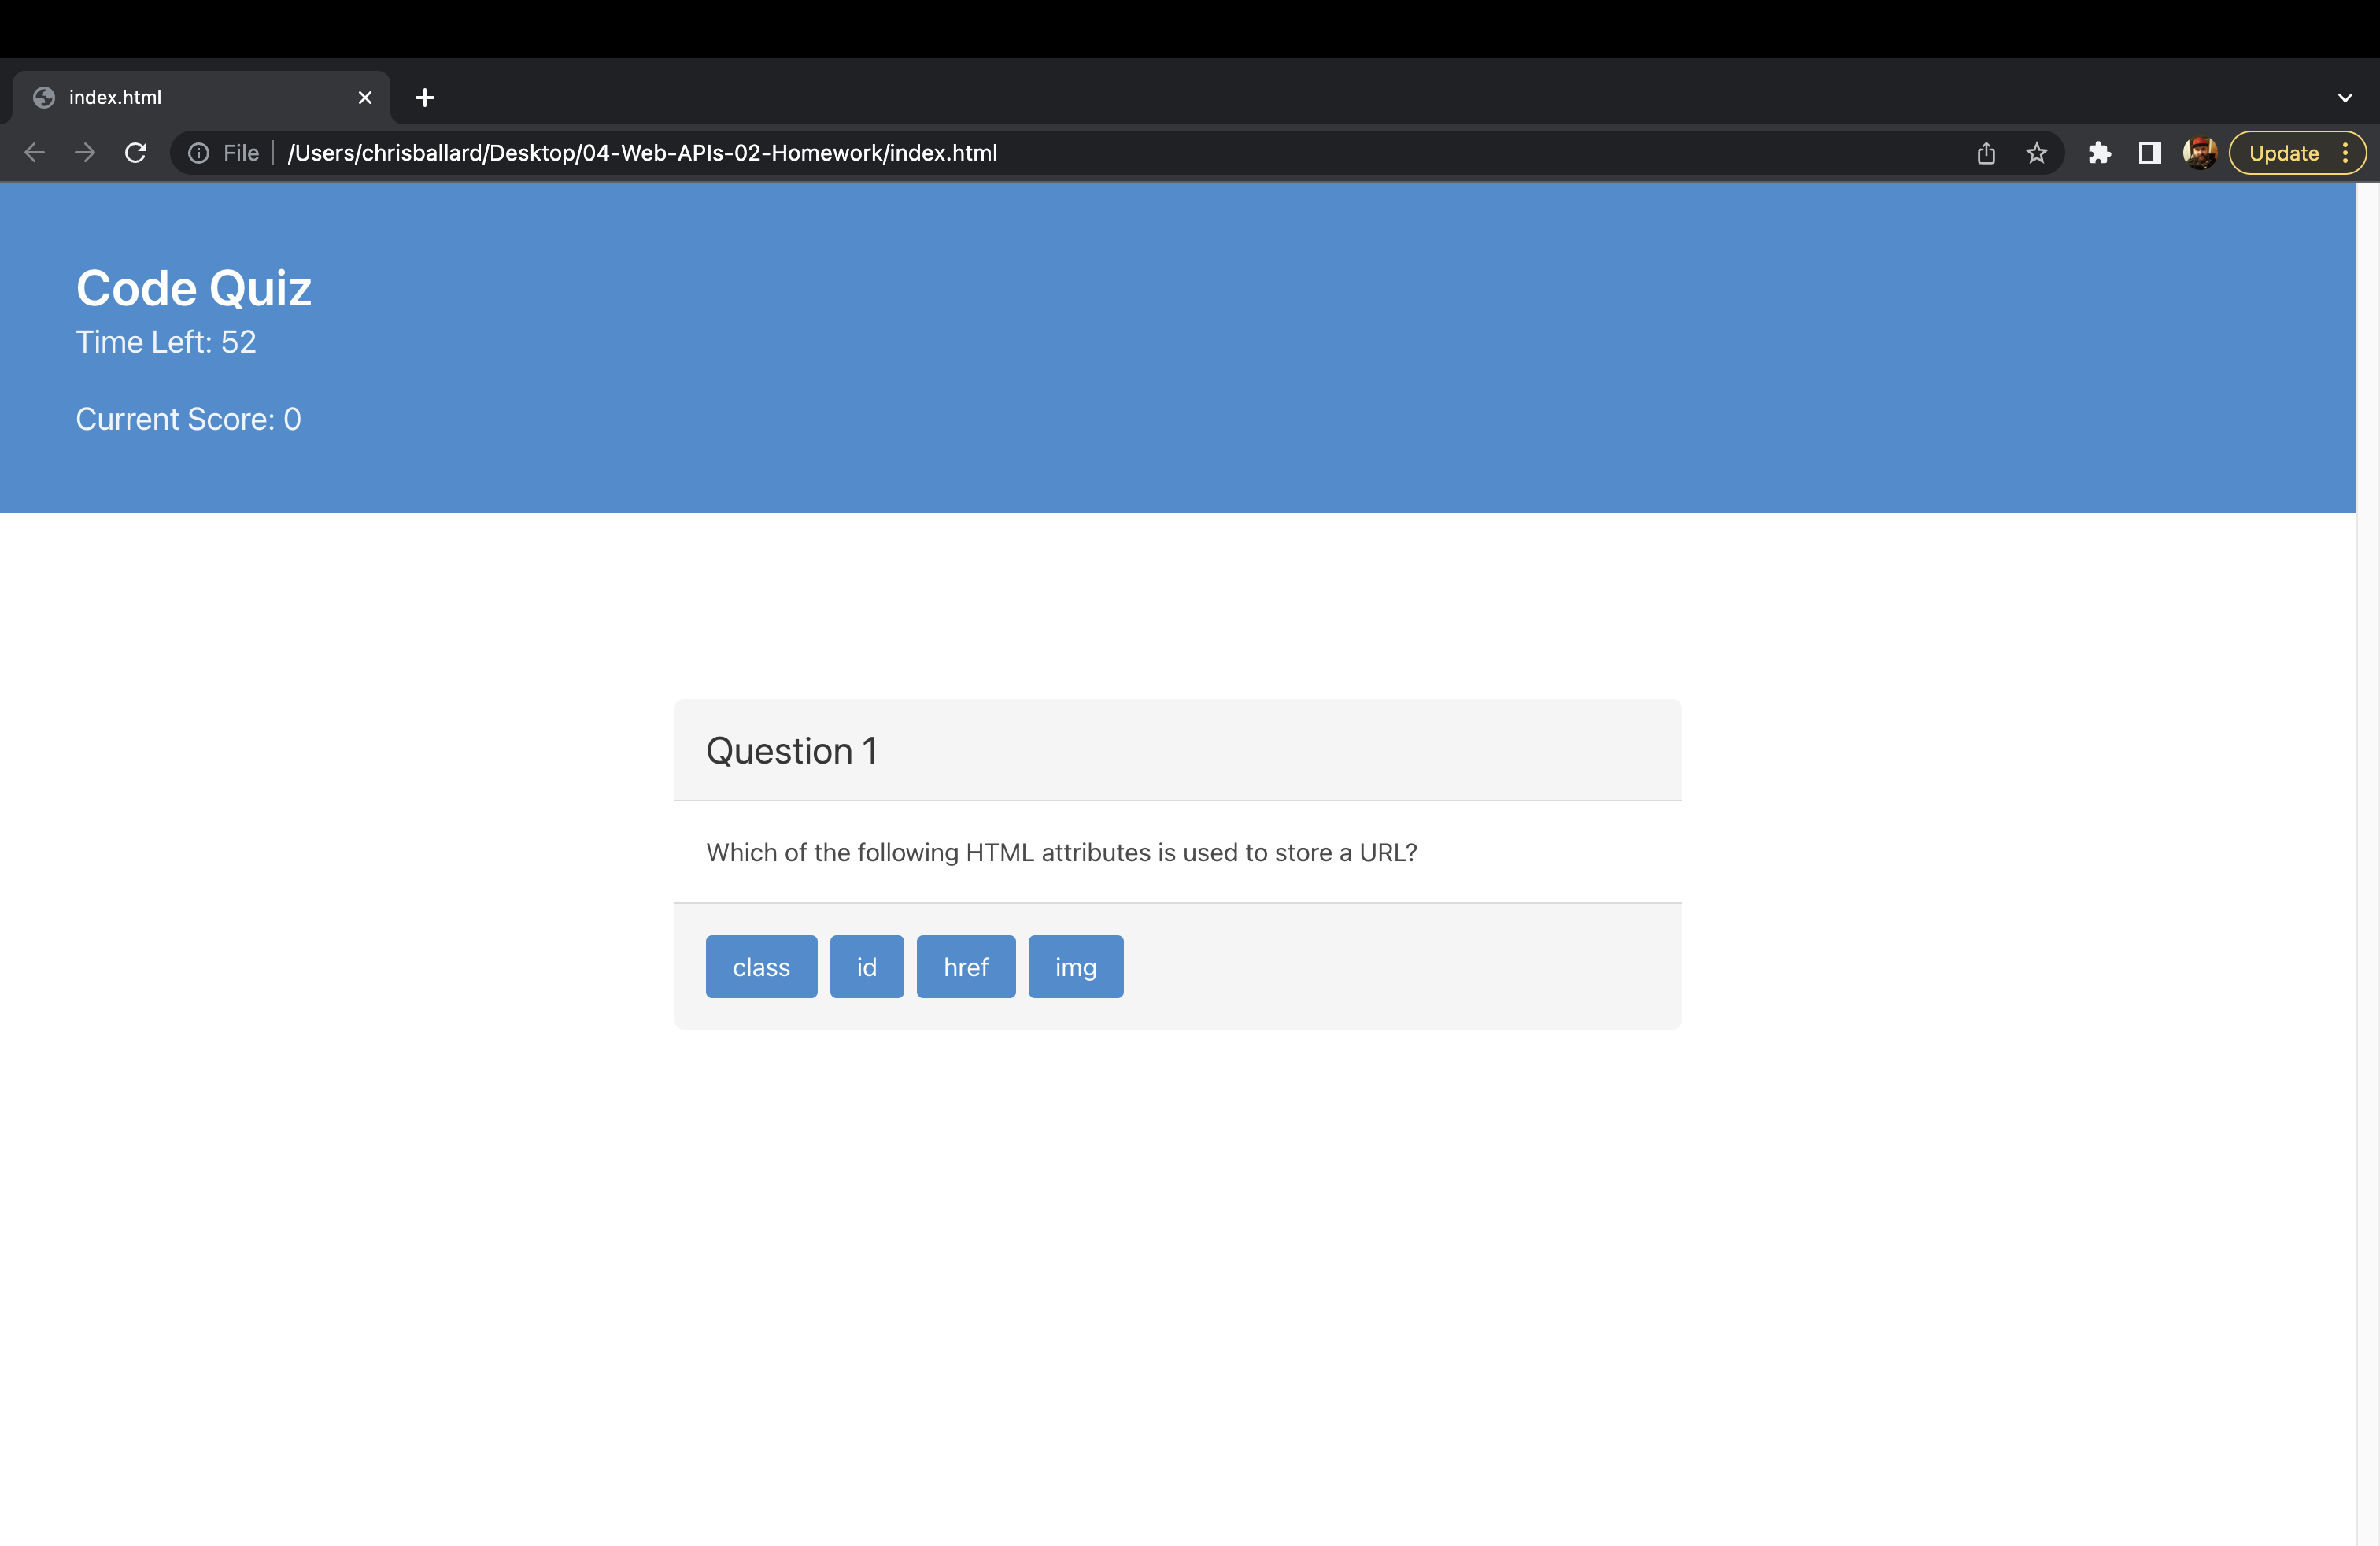 index.html
File
/Users/chrisballard/Desktop/04-Web-APIs-02-Homework/index.html
Update
Code Quiz
Time Left: 52
Current Score: 0
Question 1
Which of the following HTML attributes is used to store a URL?
class id href img